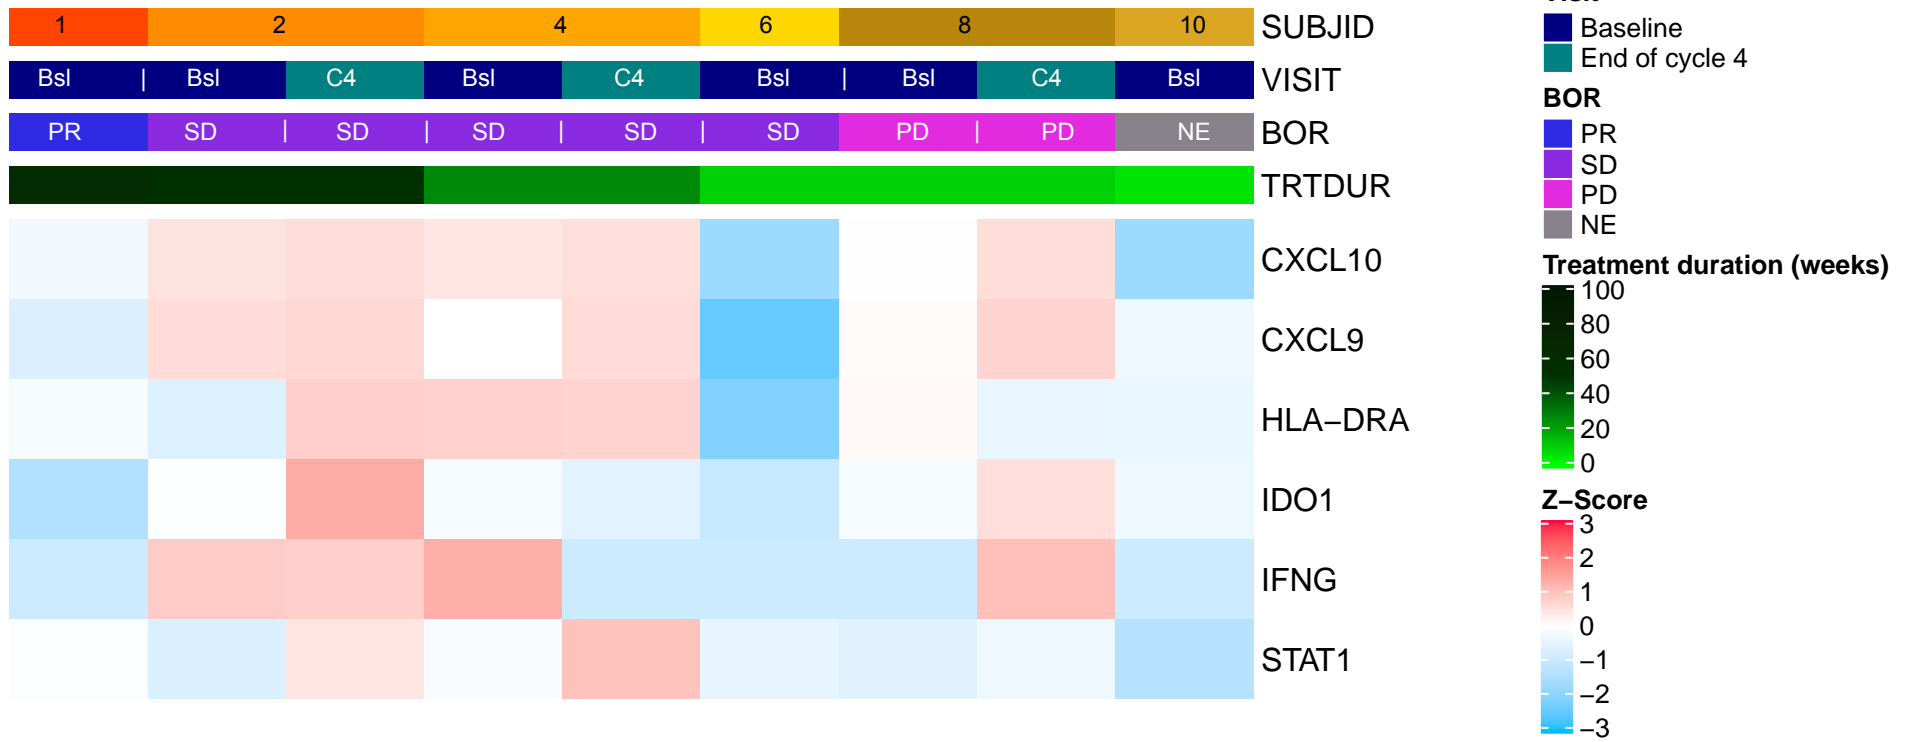 1 2 4 6 8 10 SUBJID
Bsl | Bsl C4 Bsl C4 Bsl | Bsl C4 Bsl VISIT
PR SD | SD | SD | SD | SD PD | PD NE BOR
TRTDUR
CXCL10
CXCL9
HLA−DRA
IDO1
IFNG
STAT1
Baseline
End of cycle 4
BOR
PR
SD
PD
NE
Treatment duration (weeks)
100
80
60
40
20
0
Z−Score
3
2
1
0
−1
−2
−3